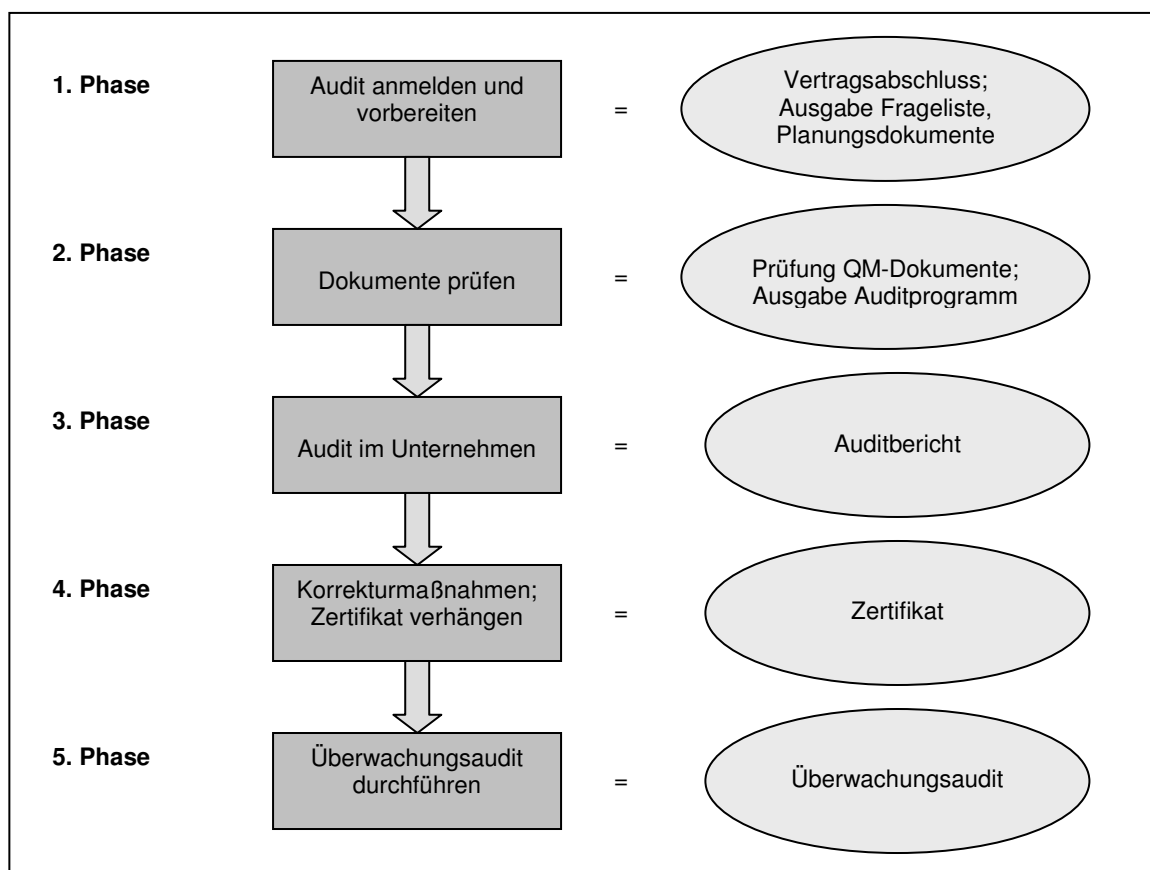 1. Phase
Audit anmelden und
vorbereiten
=
Vertragsabschluss;
Ausgabe Frageliste,
Planungsdokumente
2. Phase
Dokumente prüfen
=
Prüfung QM-Dokumente;
Ausgabe Auditprogramm
3. Phase
Audit im Unternehmen
=
Auditbericht
4. Phase
Korrekturmaßnahmen;
Zertifikat verhängen
=
Zertifikat
5. Phase
Überwachungsaudit
durchführen
=
Überwachungsaudit